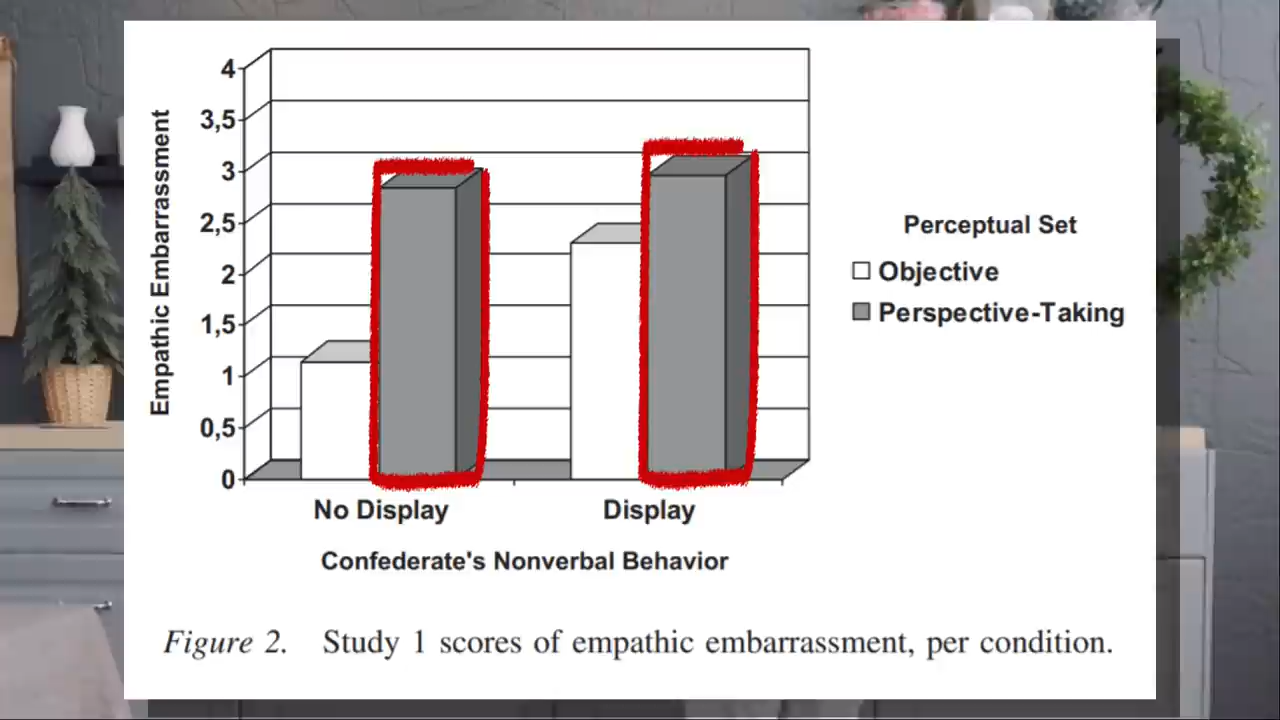 4
3,5
3
2,5
2
1,5
1
0,5
0
Empathic Embarrassment
No Display
Display
Confederate's Nonverbal Behavior
Perceptual Set
Objective
Perspective-Taking
Figure 2. Study 1 scores of empathic embarrassment, per condition.